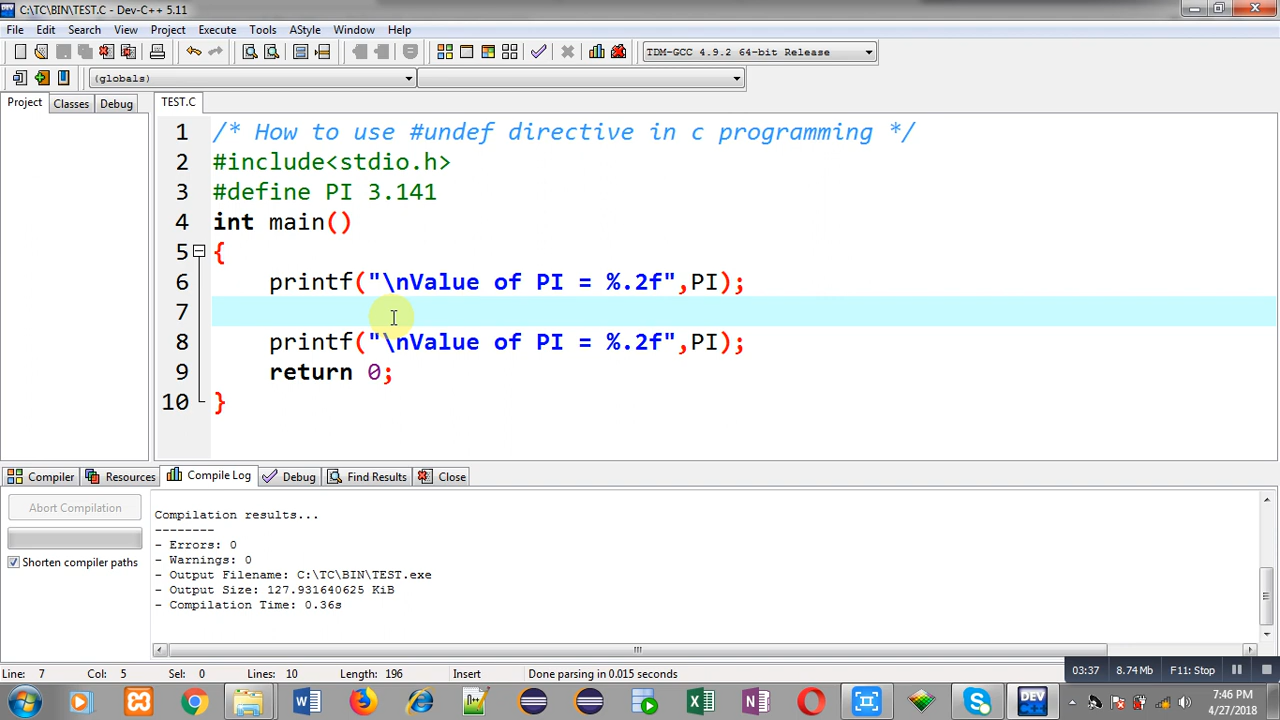 C:\TC\BIN\TEST.C - Dev-C++ 5.11
File Edit Search View Project Execute Tools AStyle Window Help
TDM-GCC 4.9.2 64-bit Release
(globals)
Project Classes Debug TEST.C
1 /* How to use #undef directive in c programming */
2 #include<stdio.h>
3 #define PI 3.141
4 int main()
5 {
6 printf("\nValue of PI = %.2f",PI);
7
8 printf("\nValue of PI = %.2f",PI);
9 return 0;
10 }
Compiler Resources Compile Log Debug Find Results Close
Abort Compilation
Shorten compiler paths
Compilation results...
--------
- Errors: 0
- Warnings: 0
- Output Filename: C:\TC\BIN\TEST.exe
- Output Size: 127.931640625 KiB
- Compilation Time: 0.36s
Line: 7 Col: 5 Sel: 0 Lines: 10 Length: 196 Insert Done parsing in 0.015 seconds
03:37 8.74 Mb F11: Stop
DEV
7:46 PM
4/27/2018